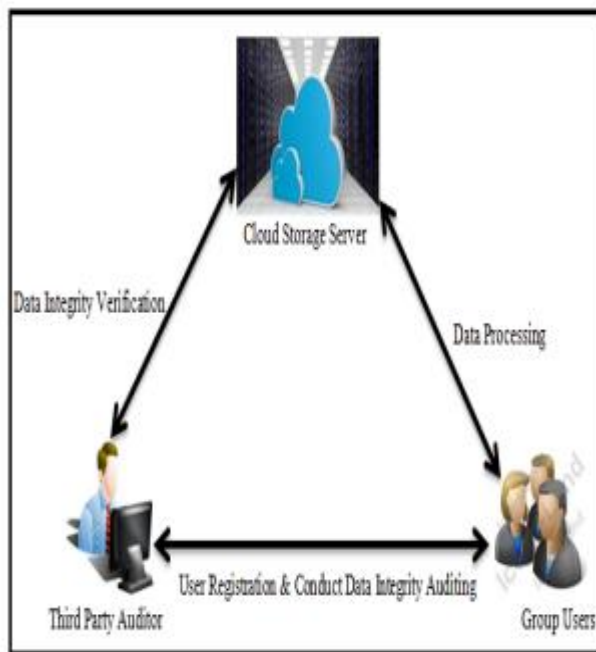 Cloud Storage Server
Data Integrity Verification
Data Processing
User Registration & Conduct Data Integrity Auditing
Third Party Auditor
Group Users